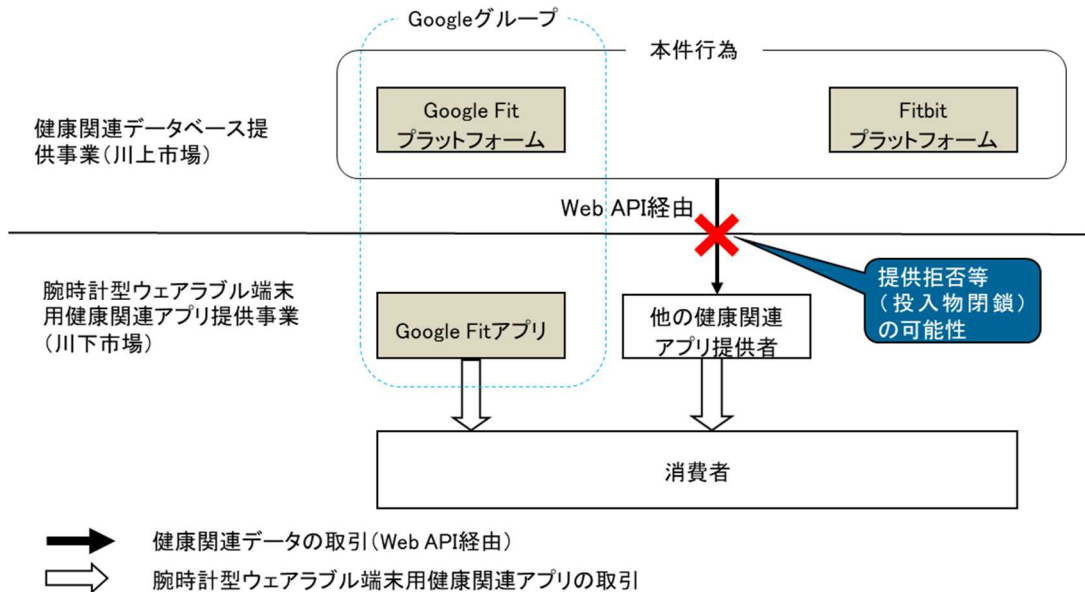 Googleグループ
本件行為
Google Fit
プラットフォーム
Fitbit
プラットフォーム
健康関連データベース提
供事業(川上市場)
Web API経由
提供拒否等
(投入物閉鎖)
の可能性
腕時計型ウェアラブル端末
用健康関連アプリ提供事業
(川下市場)
Google Fitアプリ
他の健康関連
アプリ提供者
消費者
健康関連データの取引(Web API経由)
腕時計型ウェアラブル端末用健康関連アプリの取引